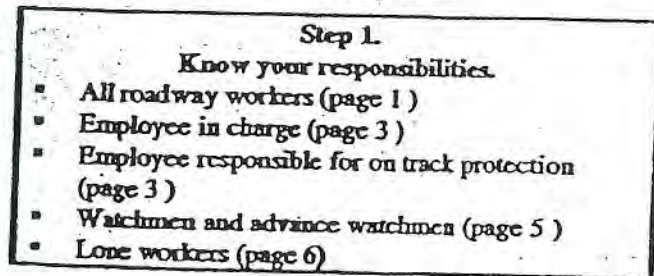 Step 1.
Know your responsibilities.
▪ All roadway workers (page 1 )
▪ Employee in charge (page 3 )
▪ Employee responsible for on track protection
(page 3 )
▪ Watchmen and advance watchmen (page 5 )
▪ Lone workers (page 6)